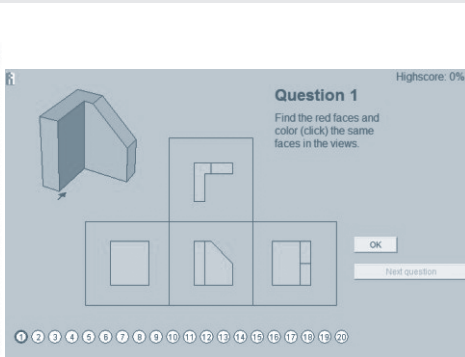 Highscore: 0%
Question 1
Find the red faces and
color (click) the same
faces in the views.
OK
Next question
1 2 3 4 5 6 7 8 9 10 11 12 13 14 15 16 17 18 19 20